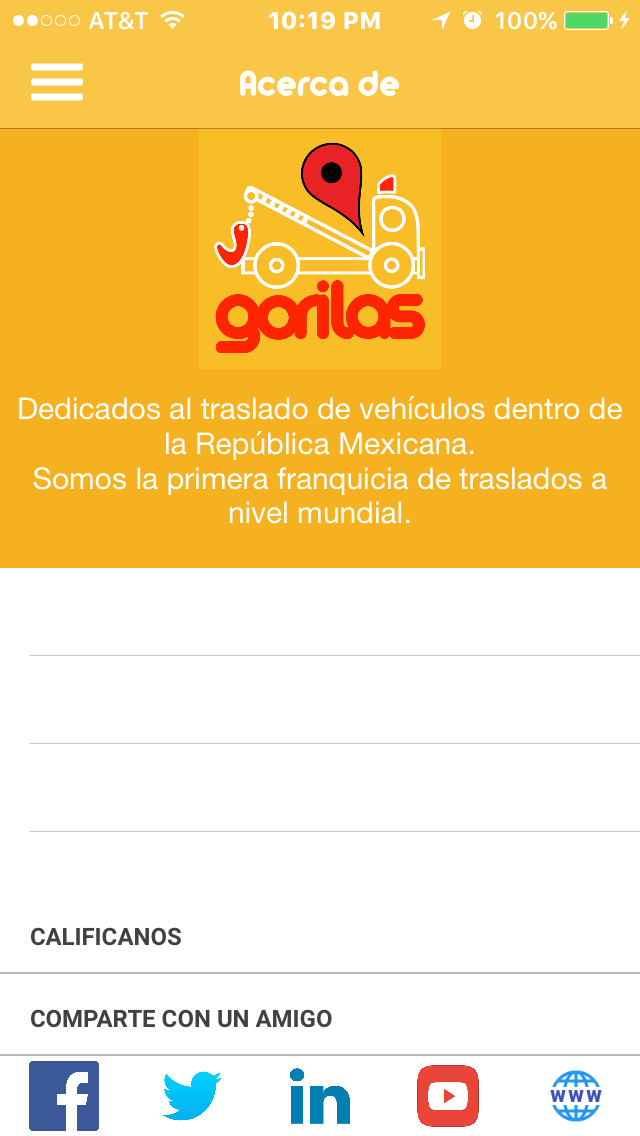 AT&T 10:19 PM 100%
Acerca de
gorilas
Dedicados al traslado de vehículos dentro de
la República Mexicana.
Somos la primera franquicia de traslados a
nivel mundial.
CALIFICANOS
COMPARTE CON UN AMIGO
f in WWW